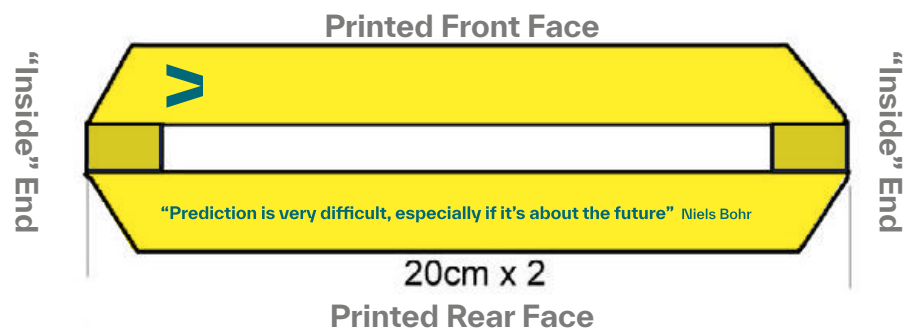 Printed Front Face
“Inside” End
“Inside” End
V
“Prediction is very difficult, especially if it’s about the future” Niels Bohr
20cm x 2
Printed Rear Face